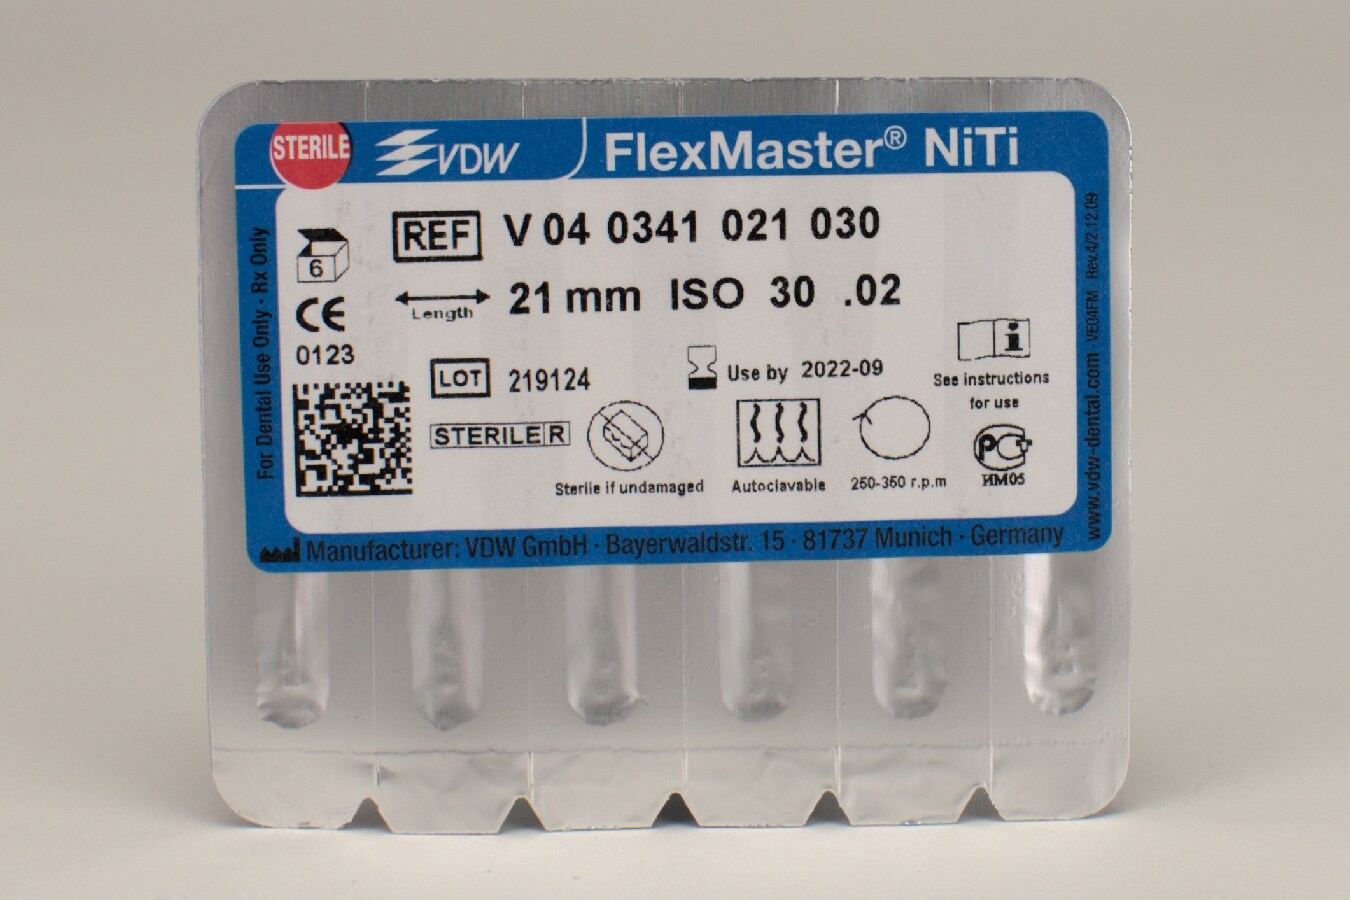 STERILE VDW FlexMaster® NiTi
REF V 04 0341 021 030
6
Length 21 mm ISO 30 .02
CE
0123
LOT 219124
Use by 2022-09
See instructions
for use
STERILE R
Sterile if undamaged
Autoclavable
250-350 r.p.m
PCT
ИМ05
For Dental Use Only · Rx Only
www.vdw-dental.com · VE04FM · Rev.4/2.12.09
Manufacturer: VDW GmbH · Bayerwaldstr. 15 · 81737 Munich · Germany